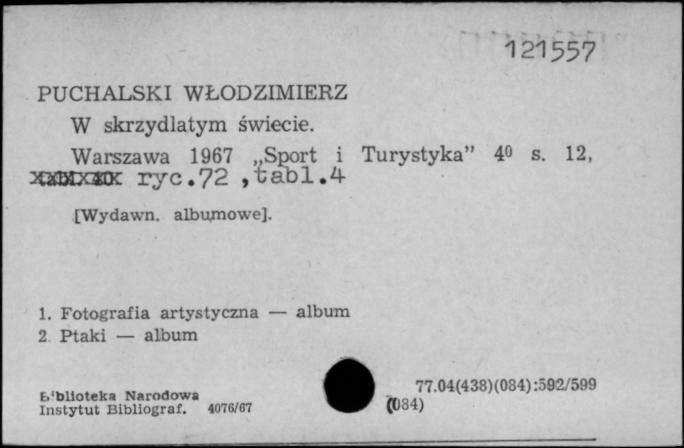 121557
PUCHALSKI WŁODZIMIERZ
W skrzydlatym świecie.
Warszawa 1967 „Sport i Turystyka” 4⁰ s. 12,
ryc.72 ,tabl.4
[Wydawn. albumowe].
1. Fotografia artystyczna — album
2 Ptaki — album
77.04(438)(084):592/599
Biblioteka Narodowa
(084)
Instytut Bibliograf. 4076/67